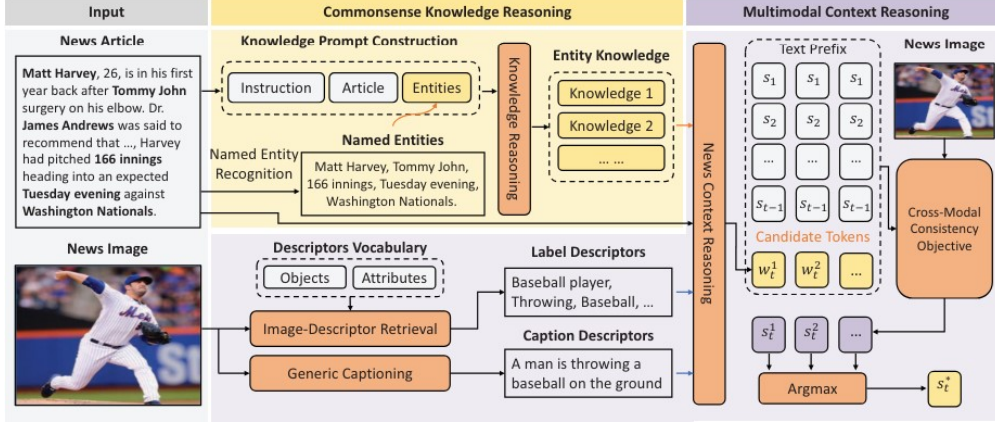 Input
Commonsense Knowledge Reasoning
Multimodal Context Reasoning
News Article
Matt Harvey, 26, is in his first
year back after Tommy John
surgery on his elbow. Dr.
James Andrews was said to
recommend that ..., Harvey
had pitched 166 innings
heading into an expected
Tuesday evening against
Washington Nationals.
Knowledge Prompt Construction
Instruction
Article
Entities
Named Entities
Named Entity
Recognition
Matt Harvey, Tommy John,
166 innings, Tuesday evening,
Washington Nationals.
Knowledge Reasoning
Entity Knowledge
Knowledge 1
Knowledge 2
... ...
News Image
Descriptors Vocabulary
Objects
Attributes
Image-Descriptor Retrieval
Generic Captioning
Label Descriptors
Baseball player,
Throwing, Baseball, ...
Caption Descriptors
A man is throwing a
baseball on the ground
News Context Reasoning
Text Prefix
s₁ s₁ s₁
s₂ s₂ s₂
... ... ...
sₜ₋₁ sₜ₋₁ sₜ₋₁
Candidate Tokens
wₜ¹ wₜ² ...
News Image
Cross-Modal
Consistency
Objective
sₜ¹ sₜ² ...
Argmax
sₜ*